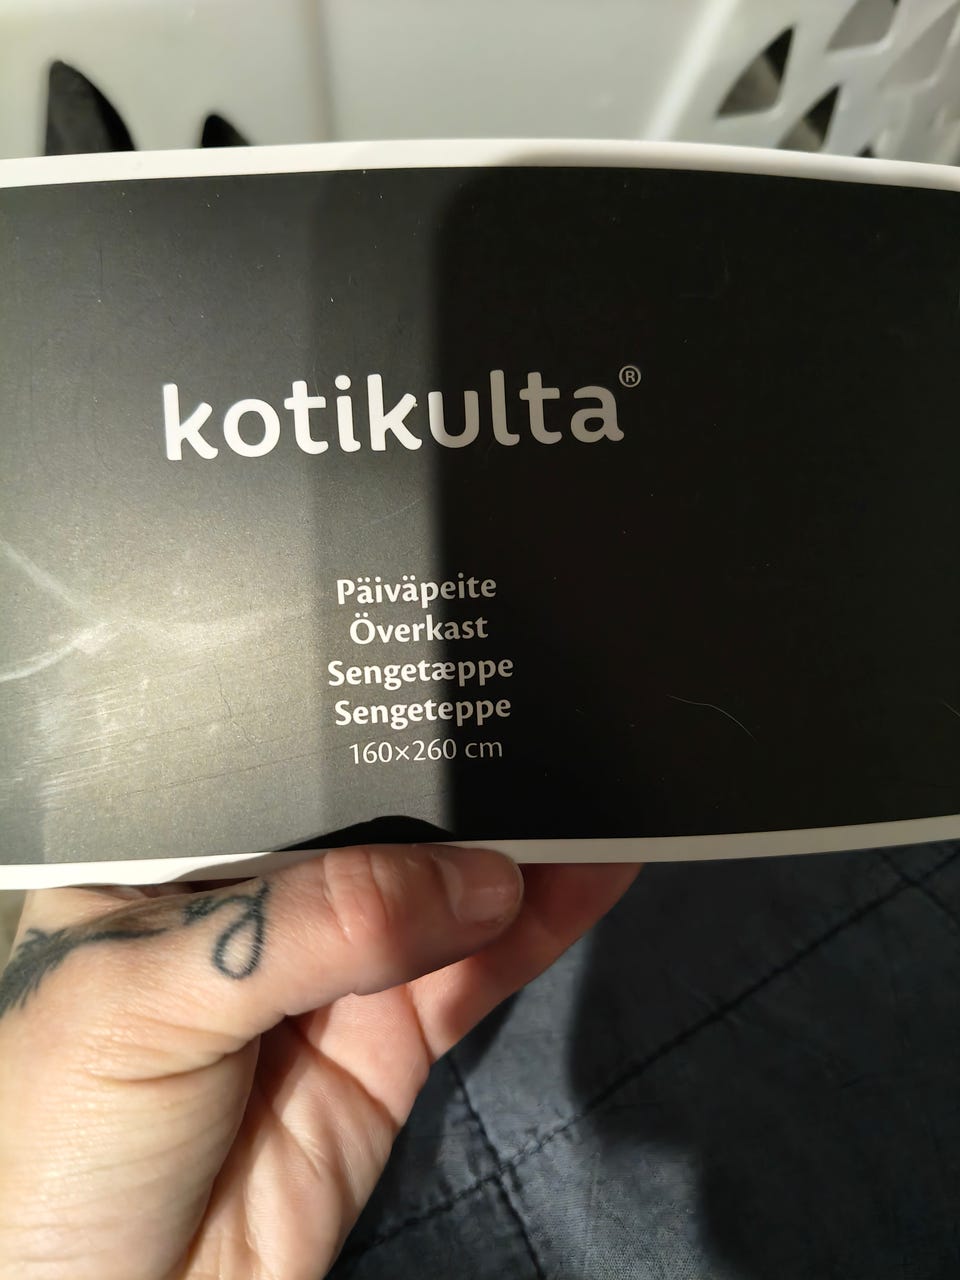 kotikulta®
Päiväpeite
Överkast
Sengetæppe
Sengeteppe
160×260 cm